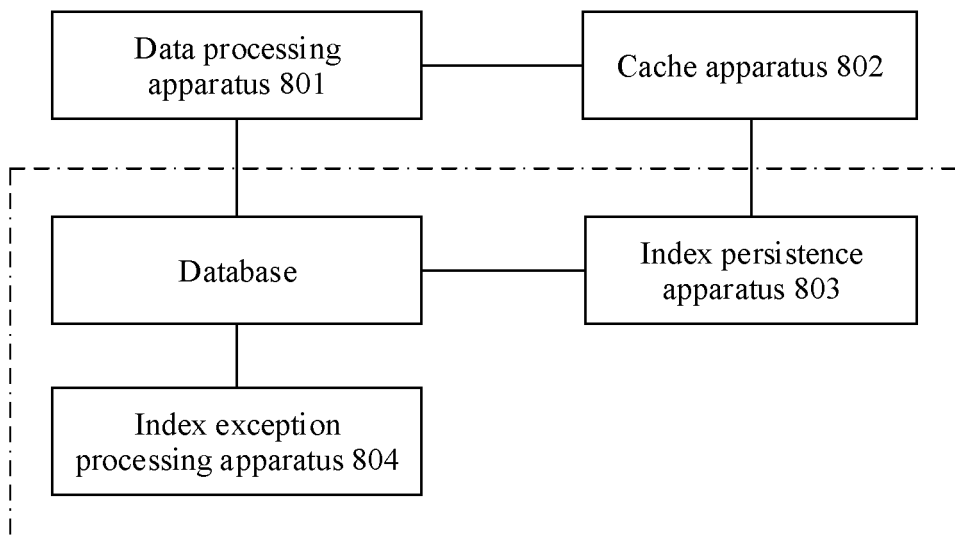 Data processing
apparatus 801
Cache apparatus 802
Database
Index persistence
apparatus 803
Index exception
processing apparatus 804